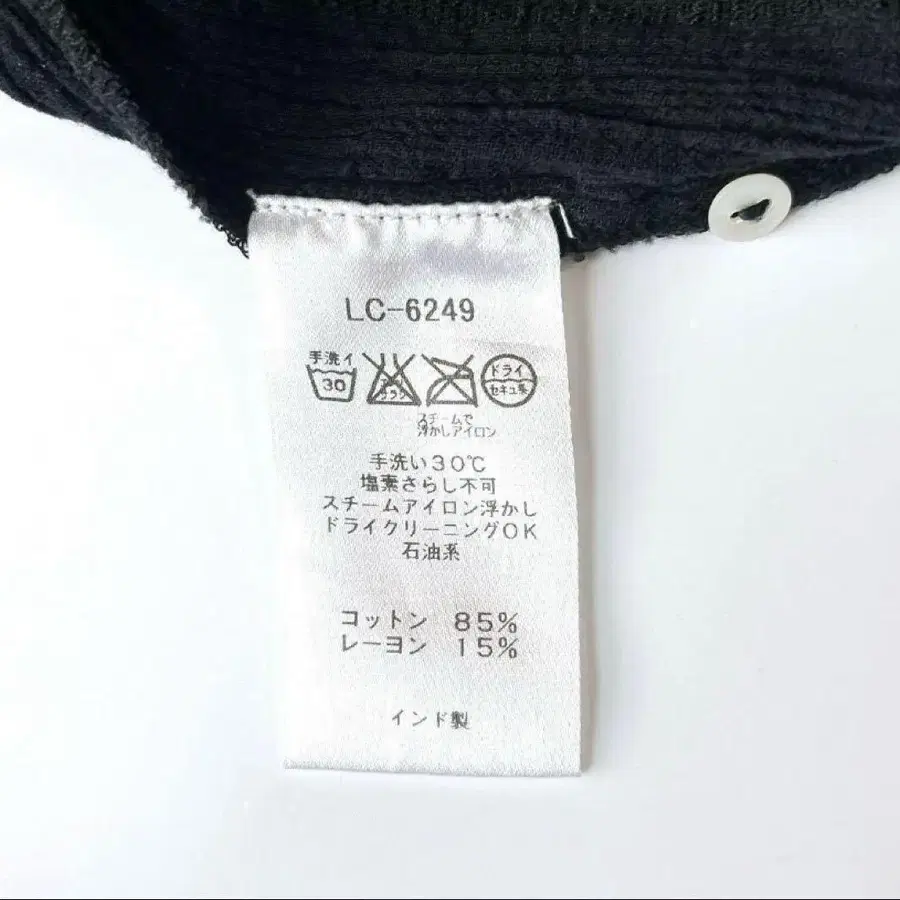 LC-6249
手洗イ
30
エンソ
サラシ
ドライ
セキユ系
スチームで
浮かしアイロン
手洗い30℃
塩素さらし不可
スチームアイロン浮かし
ドライクリーニングOK
石油系
コットン 85%
レーヨン 15%
インド製